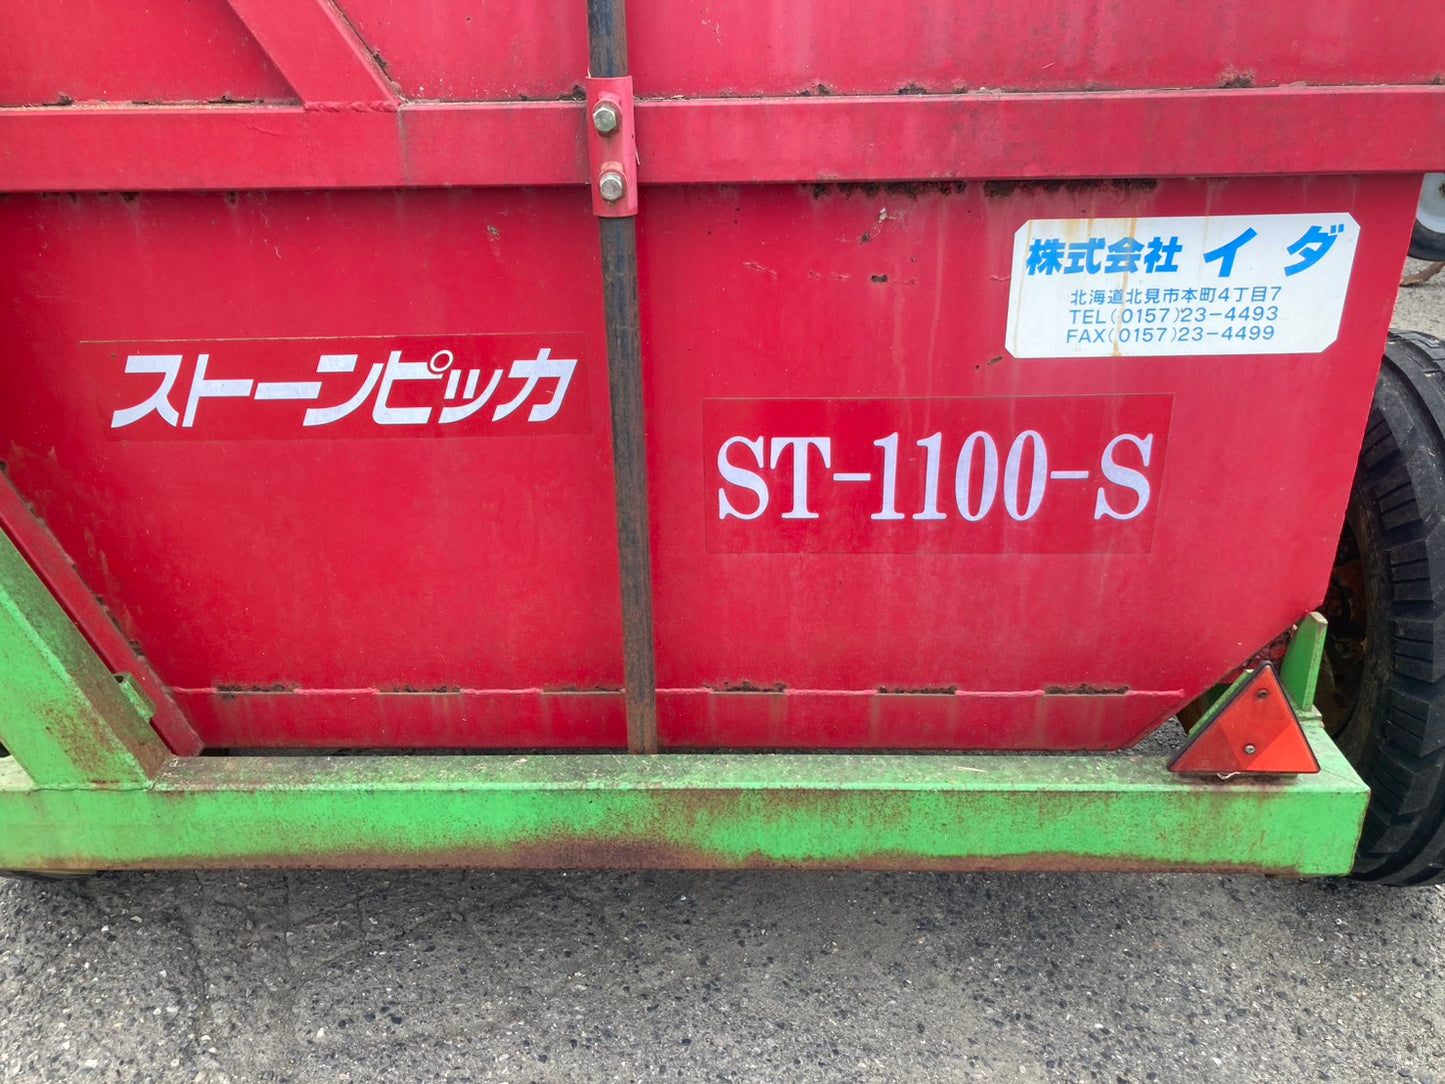 ストーンピッカ
株式会社 イダ
北海道北見市本町4丁目7
TEL(0157)23-4493
FAX(0157)23-4499
ST-1100-S